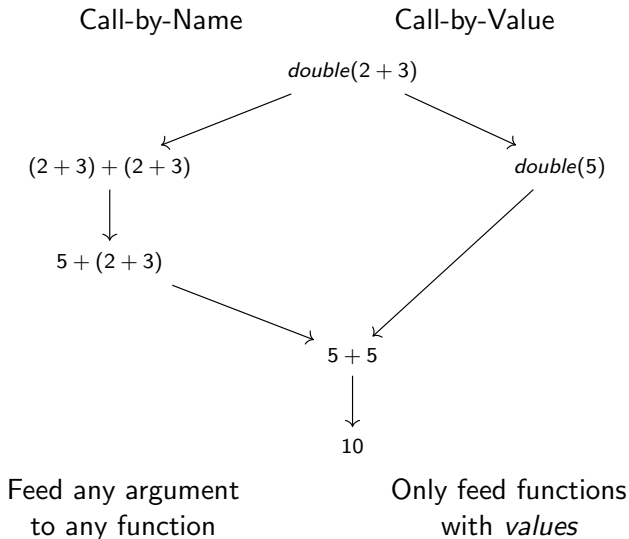 Call-by-Name Call-by-Value
double(2 + 3)
(2 + 3) + (2 + 3) double(5)
5 + (2 + 3)
5 + 5
10
Feed any argument
to any function
Only feed functions
with values